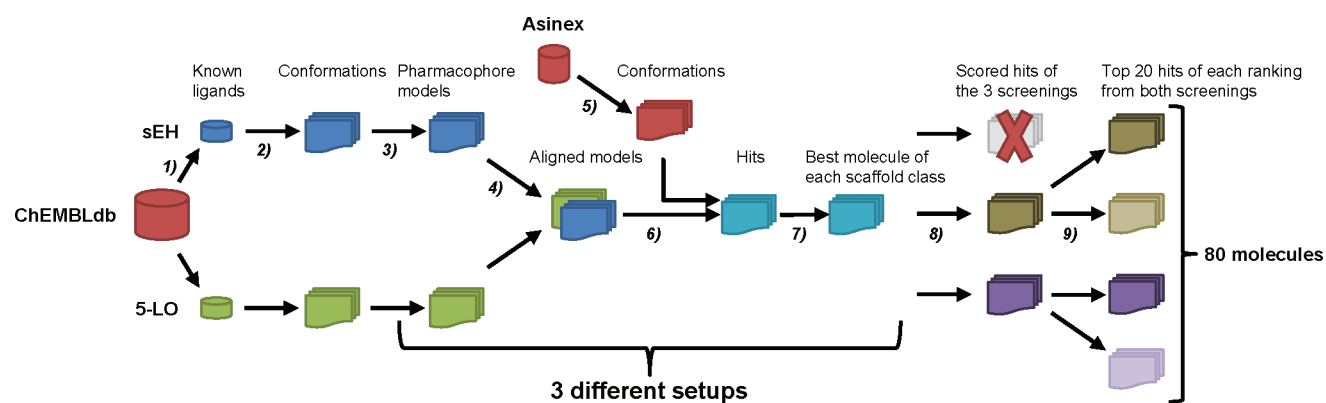 Asinex
Known
ligands
Conformations
Pharmacophore
models
Conformations
Scored hits of
the 3 screenings
Top 20 hits of each ranking
from both screenings
5)
sEH
1)
2)
3)
Aligned models
Hits
Best molecule of
each scaffold class
4)
ChEMBLdb
6)
7)
8)
9)
80 molecules
5-LO
3 different setups